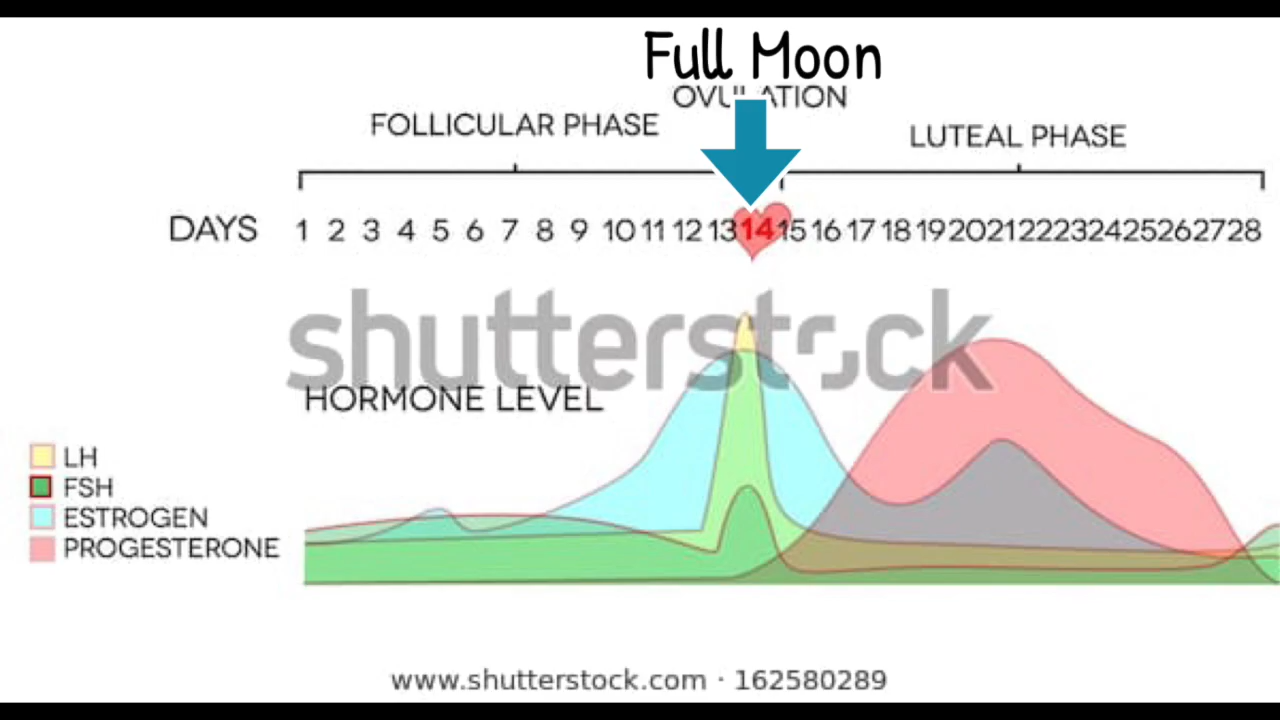 Full Moon
OVULATION
FOLLICULAR PHASE
LUTEAL PHASE
DAYS 1 2 3 4 5 6 7 8 9 10 11 12 13 14 15 16 17 18 19 20 21 22 23 24 25 26 27 28
shutterstock
HORMONE LEVEL
LH
FSH
ESTROGEN
PROGESTERONE
www.shutterstock.com · 162580289